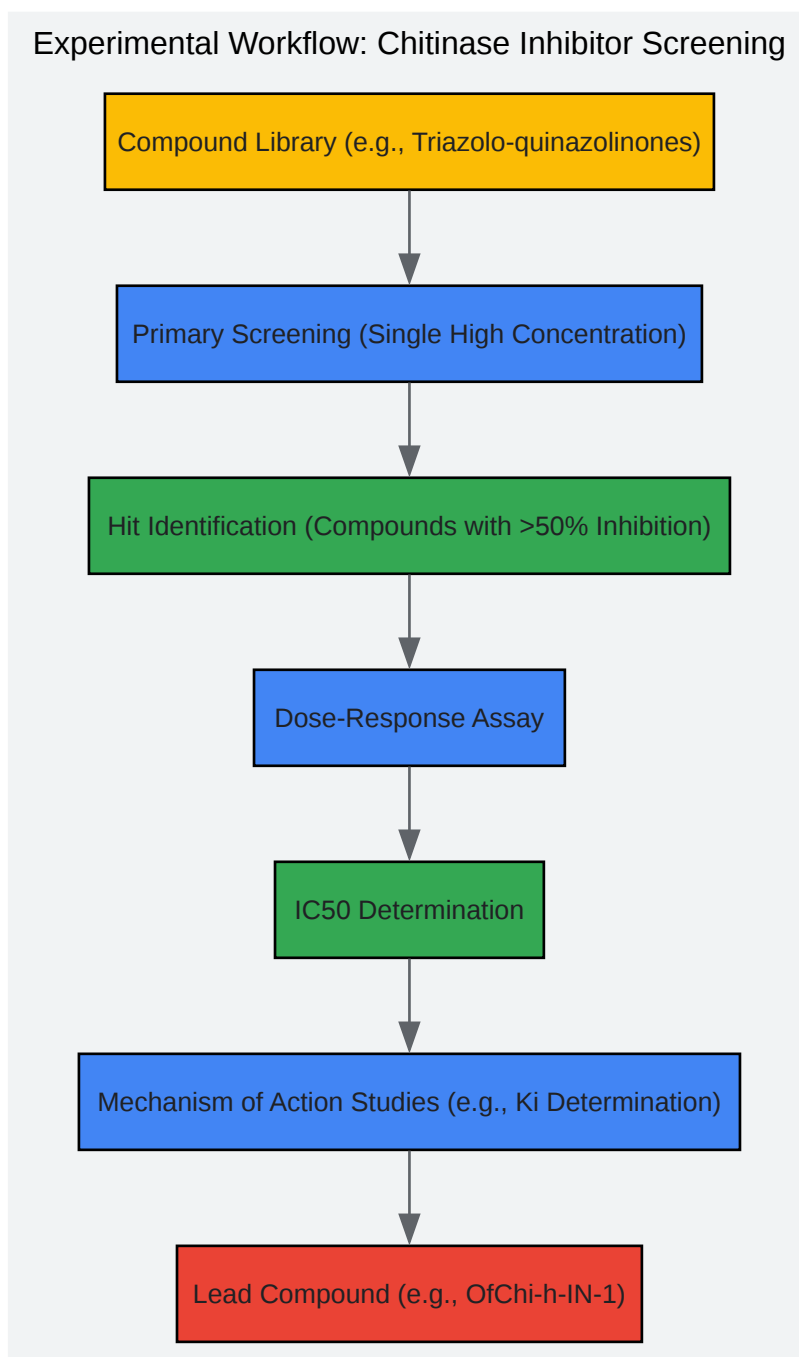 Experimental Workflow: Chitinase Inhibitor Screening
Compound Library (e.g., Triazolo-quinazolinones)
Primary Screening (Single High Concentration)
Hit Identification (Compounds with >50% Inhibition)
Dose-Response Assay
IC50 Determination
Mechanism of Action Studies (e.g., Ki Determination)
Lead Compound (e.g., OfChi-h-IN-1)